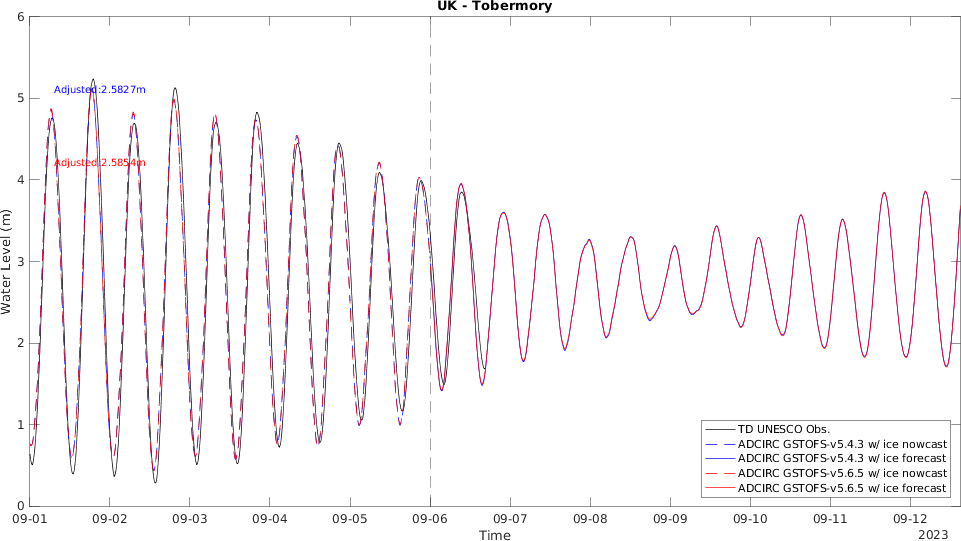 UK - Tobermory
6
5
4
3
2
1
0
Water Level (m)
Adjusted:2.5827m
Adjusted:2.5854m
TD UNESCO Obs.
ADCIRC GSTOFS-v5.4.3 w/ ice nowcast
ADCIRC GSTOFS-v5.4.3 w/ ice forecast
ADCIRC GSTOFS-v5.6.5 w/ ice nowcast
ADCIRC GSTOFS-v5.6.5 w/ ice forecast
09-01 09-02 09-03 09-04 09-05 09-06 09-07 09-08 09-09 09-10 09-11 09-12
Time
2023